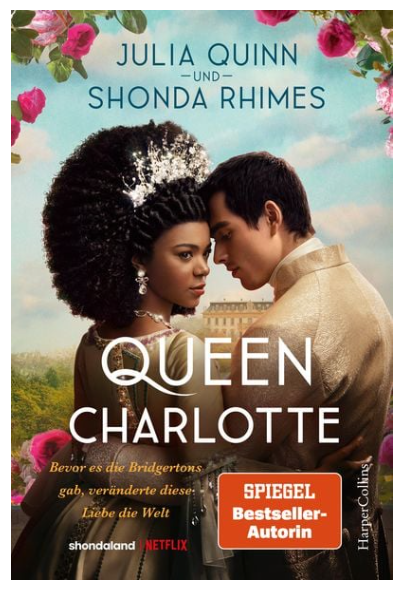 JULIA QUINN
–UND–
SHONDA RHIMES
QUEEN
CHARLOTTE
Bevor es die Bridgertons
gab, veränderte diese
Liebe die Welt
SPIEGEL
Bestseller-
Autorin
shondaland NETFLIX
HarperCollins